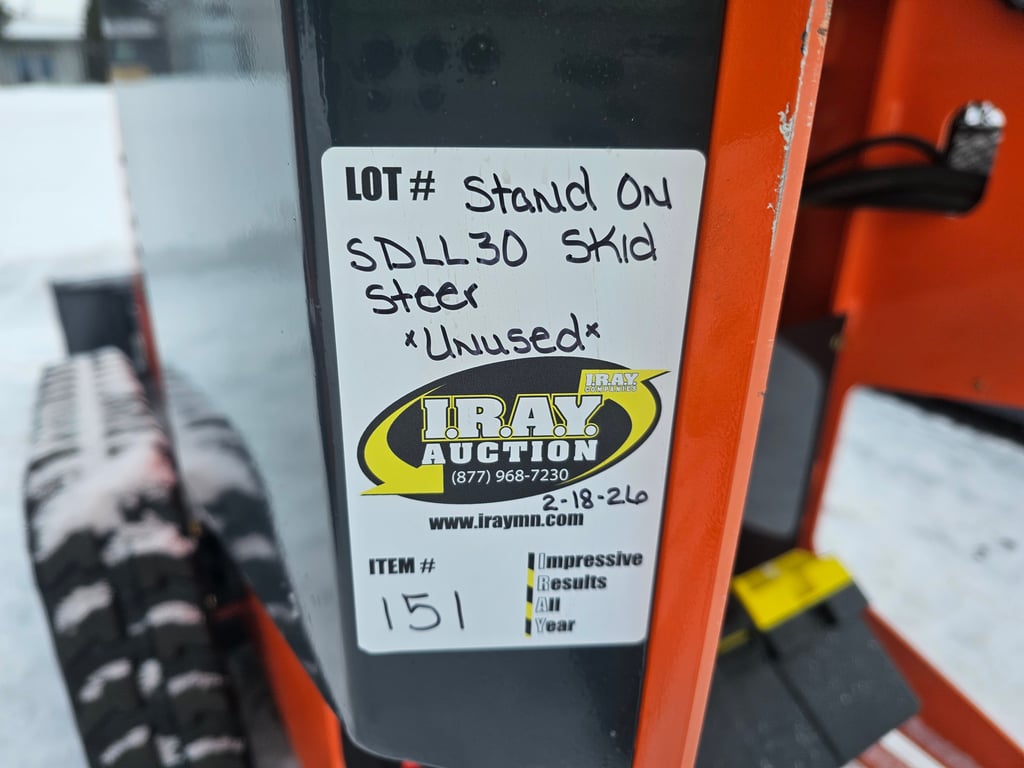 LOT # Stand On
SDLL30 Skid
Steer
*Unused*
I.R.A.Y.
COMPANIES
I.R.A.Y.
AUCTION
(877) 968-7230
2-18-26
www.iraymn.com
ITEM #
151
Impressive
Results
All
Year